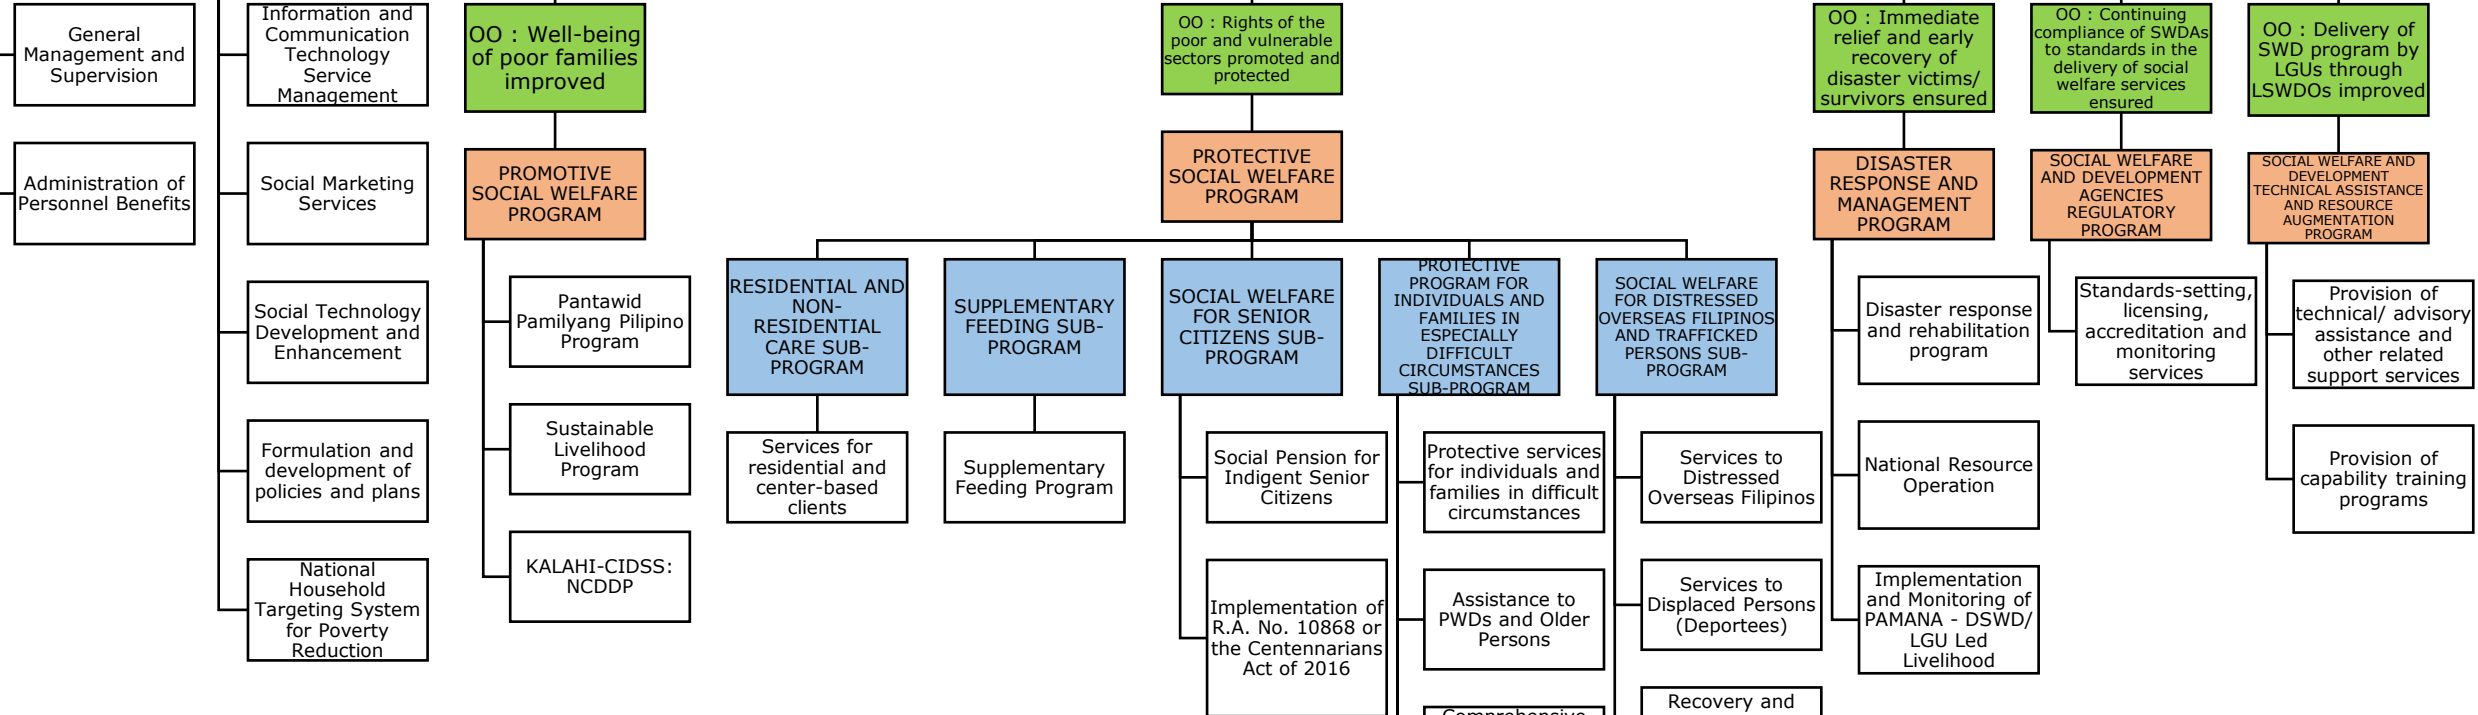 General
Management and
Supervision
Administration of
Personnel Benefits
Information and
Communication
Technology
Service
Management
Social Marketing
Services
Social Technology
Development and
Enhancement
Formulation and
development of
policies and plans
National
Household
Targeting System
for Poverty
Reduction
OO : Well-being
of poor families
improved
PROMOTIVE
SOCIAL WELFARE
PROGRAM
Pantawid
Pamilyang Pilipino
Program
Sustainable
Livelihood
Program
KALAHI-CIDSS:
NCDDP
OO : Rights of the
poor and vulnerable
sectors promoted and
protected
PROTECTIVE
SOCIAL WELFARE
PROGRAM
RESIDENTIAL AND
NON-
RESIDENTIAL
CARE SUB-
PROGRAM
Services for
residential and
center-based
clients
SUPPLEMENTARY
FEEDING SUB-
PROGRAM
Supplementary
Feeding Program
SOCIAL WELFARE
FOR SENIOR
CITIZENS SUB-
PROGRAM
Social Pension for
Indigent Senior
Citizens
Implementation of
R.A. No. 10868 or
the Centennarians
Act of 2016
PROTECTIVE
PROGRAM FOR
INDIVIDUALS AND
FAMILIES IN
ESPECIALLY
DIFFICULT
CIRCUMSTANCES
SUB-PROGRAM
Protective services
for individuals and
families in difficult
circumstances
Assistance to
PWDs and Older
Persons
Comprehensive
SOCIAL WELFARE
FOR DISTRESSED
OVERSEAS FILIPINOS
AND TRAFFICKED
PERSONS SUB-
PROGRAM
Services to
Distressed
Overseas Filipinos
Services to
Displaced Persons
(Deportees)
Recovery and
OO : Immediate
relief and early
recovery of
disaster victims/
survivors ensured
DISASTER
RESPONSE AND
MANAGEMENT
PROGRAM
Disaster response
and rehabilitation
program
National Resource
Operation
Implementation
and Monitoring of
PAMANA - DSWD/
LGU Led
Livelihood
OO : Continuing
compliance of SWDAs
to standards in the
delivery of social
welfare services
ensured
SOCIAL WELFARE
AND DEVELOPMENT
AGENCIES
REGULATORY
PROGRAM
Standards-setting,
licensing,
accreditation and
monitoring
services
OO : Delivery of
SWD program by
LGUs through
LSWDOs improved
SOCIAL WELFARE AND
DEVELOPMENT
TECHNICAL ASSISTANCE
AND RESOURCE
AUGMENTATION
PROGRAM
Provision of
technical/ advisory
assistance and
other related
support services
Provision of
capability training
programs